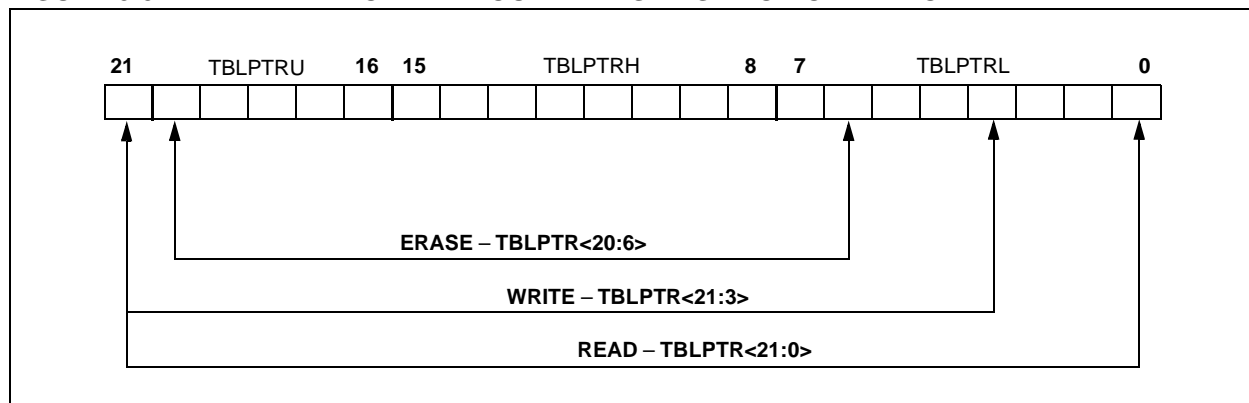 21 TBLPTRU 16 15 TBLPTRH 8 7 TBLPTRL 0
ERASE – TBLPTR<20:6>
WRITE – TBLPTR<21:3>
READ – TBLPTR<21:0>